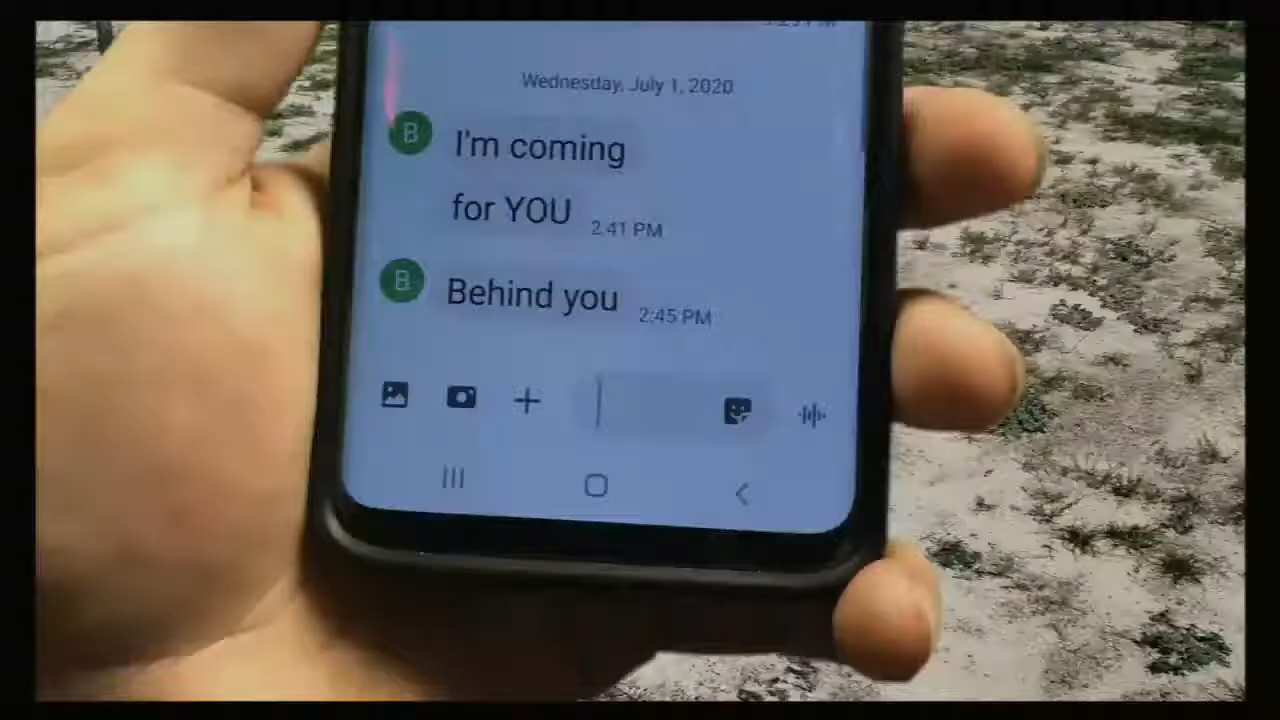 Wednesday, July 1, 2020
B
I'm coming
for YOU 2:41 PM
B
Behind you 2:45 PM